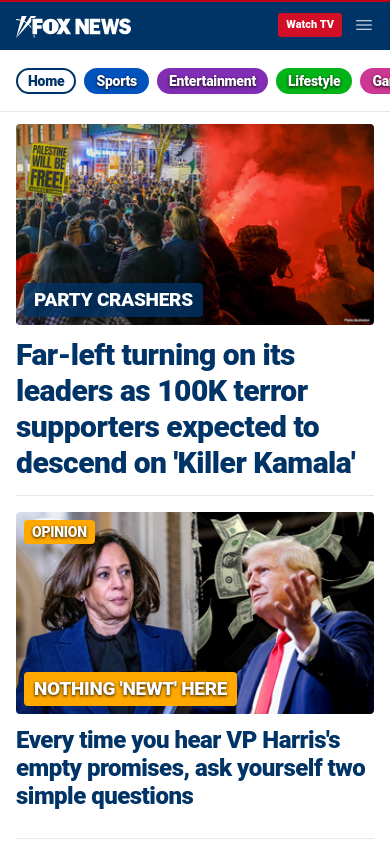 FOX NEWS
Watch TV
Home
Sports
Entertainment
Lifestyle
PALESTINE
WILL BE
FREE!
PARTY CRASHERS
Far-left turning on its
leaders as 100K terror
supporters expected to
descend on 'Killer Kamala'
OPINION
NOTHING 'NEWT' HERE
Every time you hear VP Harris's
empty promises, ask yourself two
simple questions